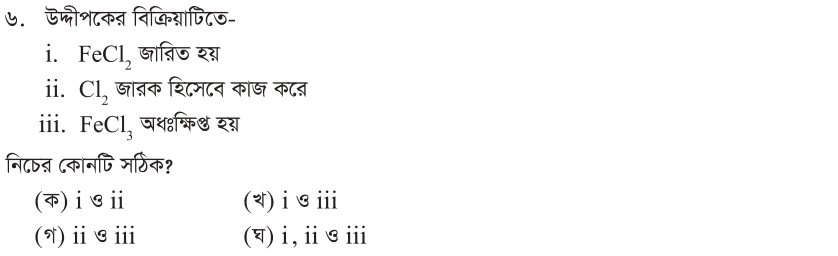 ৬. উদ্দীপকের বিক্রিয়াটিতে-
i. FeCl₂ জারিত হয়
ii. Cl₂ জারক হিসেবে কাজ করে
iii. FeCl₃ অধঃক্ষিপ্ত হয়
নিচের কোনটি সঠিক?
(ক) i ও ii (খ) i ও iii
(গ) ii ও iii (ঘ) i, ii ও iii